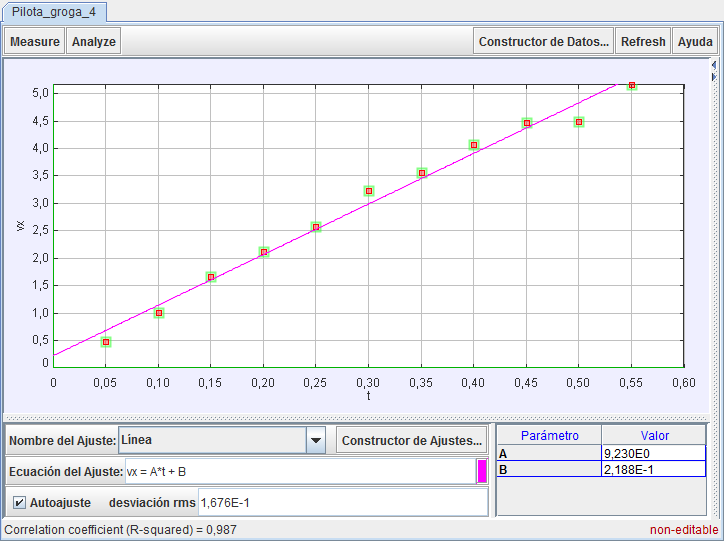 Pilota_groga_4
Measure Analyze Constructor de Datos... Refresh Ayuda
5,0
4,5
4,0
3,5
3,0
vx
2,5
2,0
1,5
1,0
0,5
0
0 0,05 0,10 0,15 0,20 0,25 0,30 0,35 0,40 0,45 0,50 0,55 0,60
t
Nombre del Ajuste: Línea Constructor de Ajustes...
Ecuación del Ajuste: vx = A*t + B
Autoajuste desviación rms 1,676E-1
Parámetro Valor
A 9,230E0
B 2,188E-1
Correlation coefficient (R-squared) = 0,987 non-editable